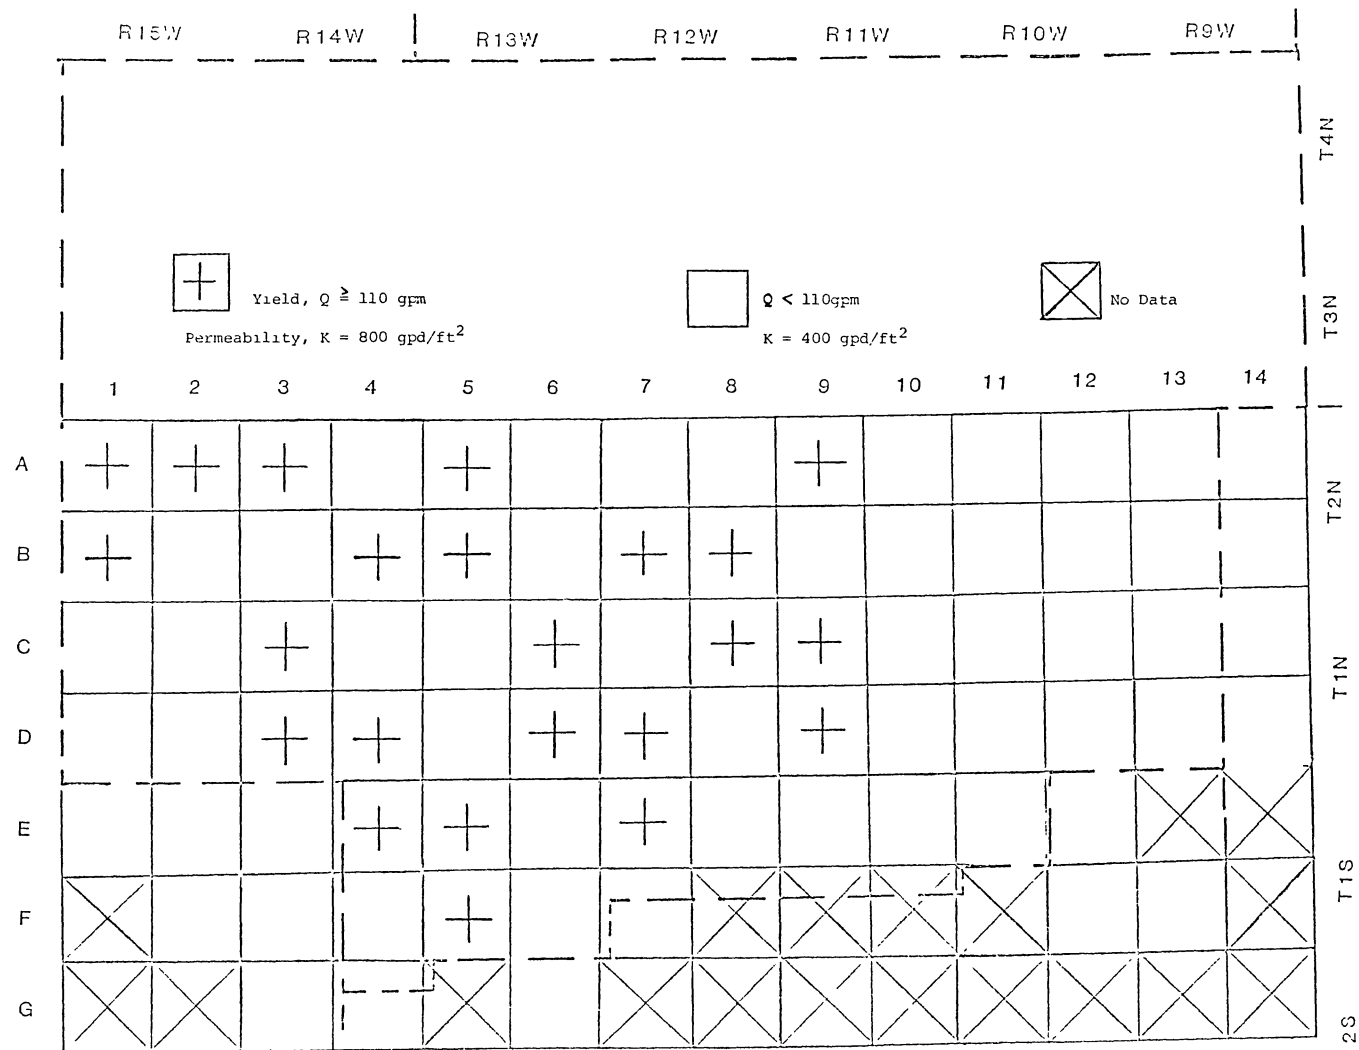 R15W R14W R13W R12W R11W R10W R9W
T4N
Yield, Q ≧ 110 gpm
Permeability, K = 800 gpd/ft²
Q < 110gpm
K = 400 gpd/ft²
No Data
T3N
1 2 3 4 5 6 7 8 9 10 11 12 13 14
A
T2N
B
C
T1N
D
E
T1S
F
G
2S